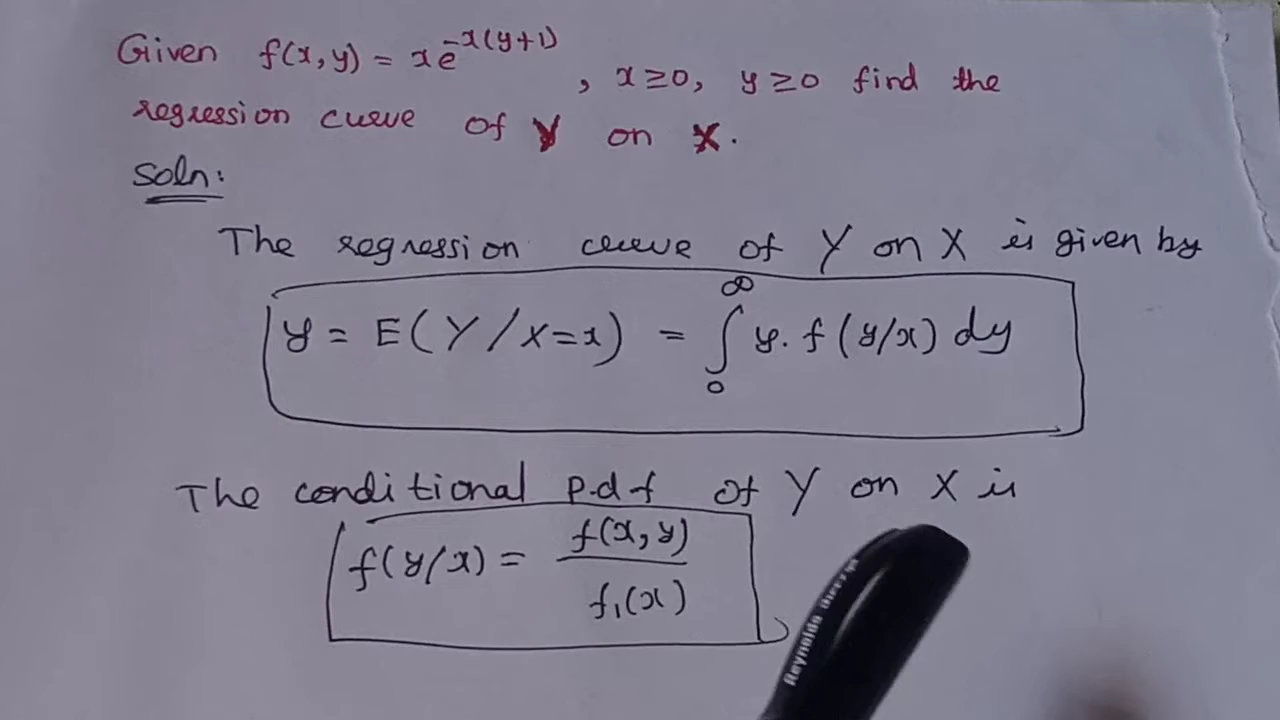 Given f(x,y) = xe^{-x(y+1)}, x≥0, y≥0 find the
regression curve of Y on X.
Soln:
The regression curve of Y on X is given by
y = E(Y/X=x) = ∫_0^∞ y. f(y/x) dy
The conditional p.d.f of Y on X is
f(y/x) = f(x,y) / f₁(x)
Reynolds